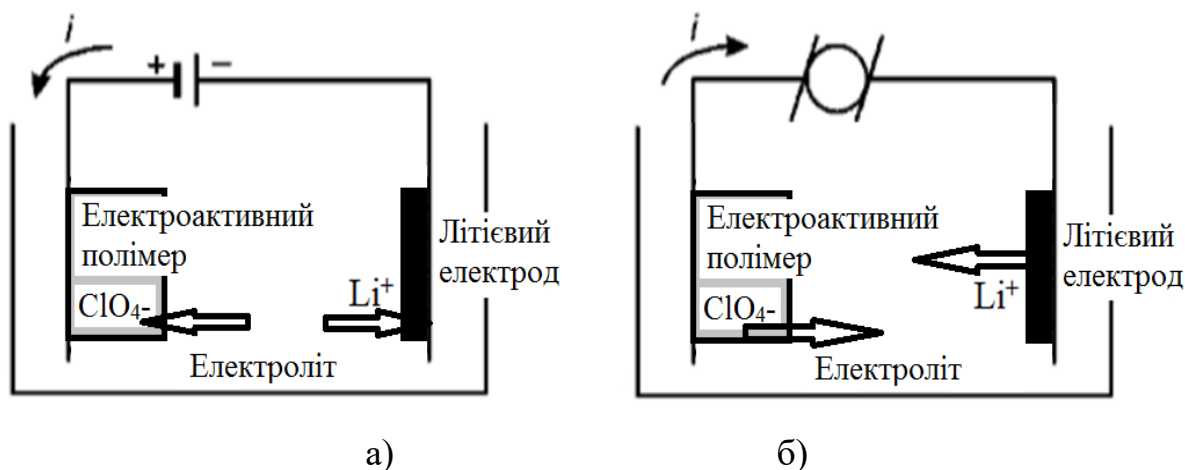 i
+ −
Електроактивний
полімер
ClO₄-
Li⁺
Літієвий
електрод
Електроліт
а)
i
Електроактивний
полімер
ClO₄-
Li⁺
Літієвий
електрод
Електроліт
б)